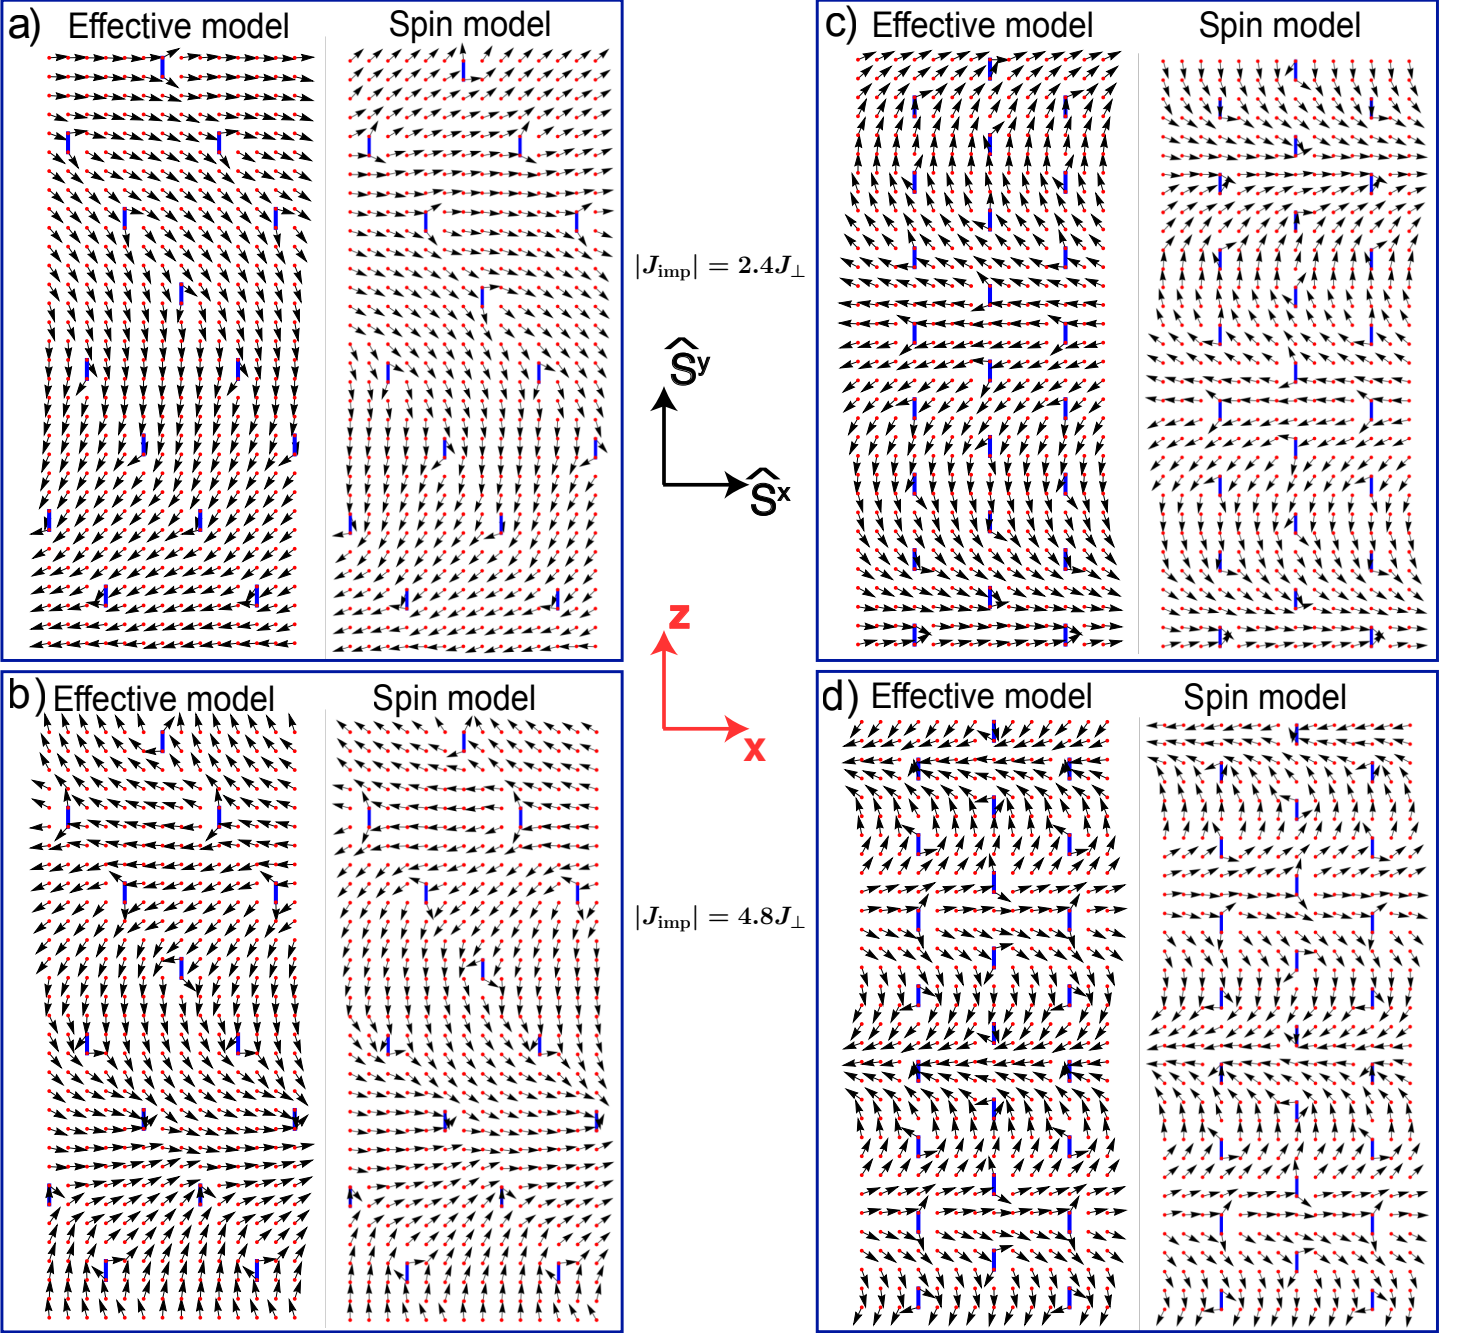 a) Effective model Spin model
c) Effective model Spin model
|J_imp| = 2.4J_⊥
Ŝ^y
Ŝ^x
z
x
b) Effective model Spin model
d) Effective model Spin model
|J_imp| = 4.8J_⊥